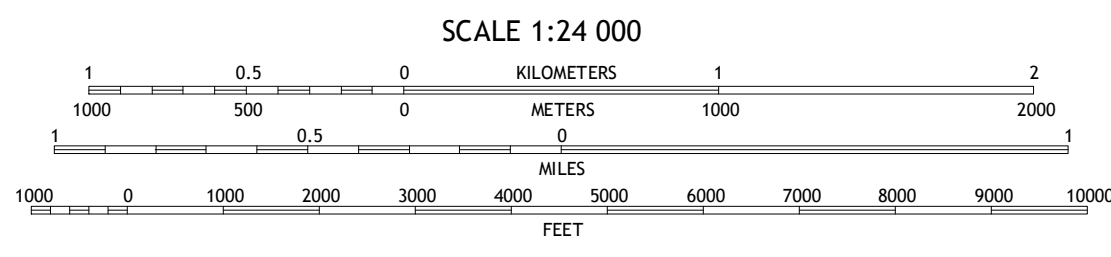 SCALE 1:24 000
1 0.5 0 KILOMETERS 1 2
1000 500 0 METERS 1000 2000
1 0.5 0 1
MILES
1000 0 1000 2000 3000 4000 5000 6000 7000 8000 9000 10000
FEET